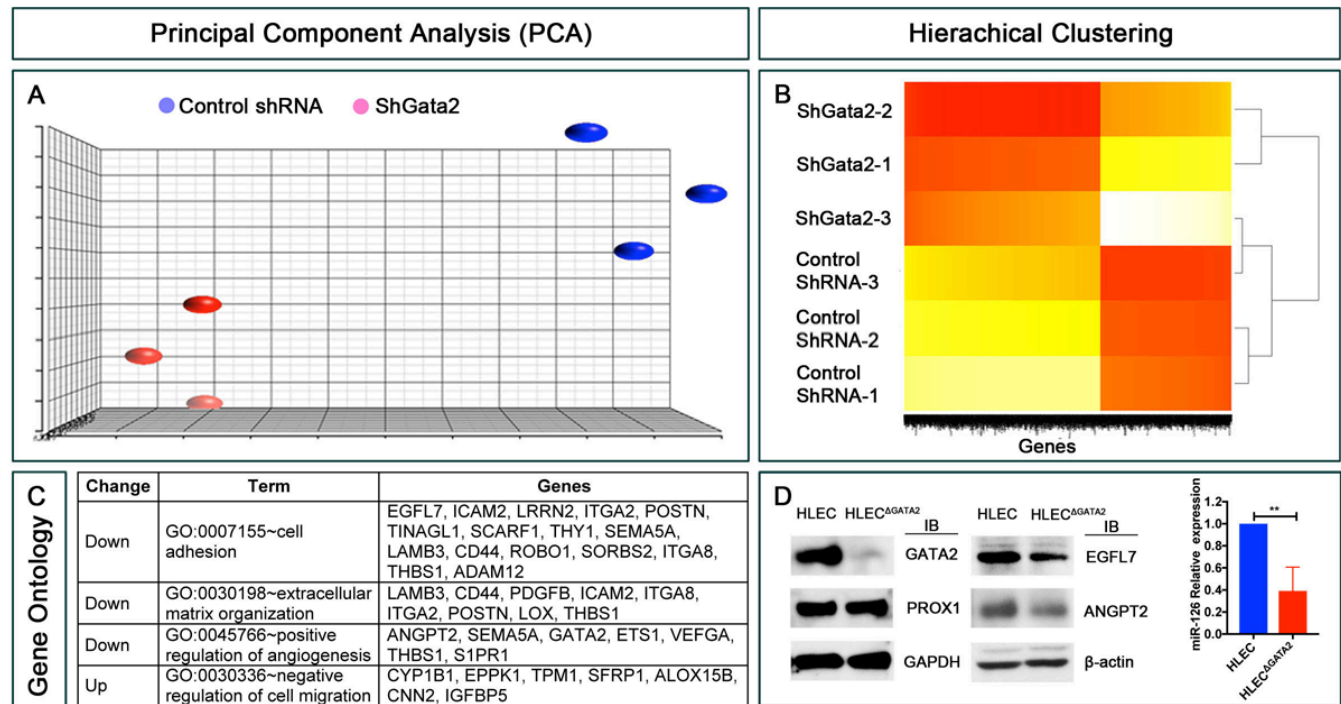 Principal Component Analysis (PCA)
Hierachical Clustering
A
Control shRNA
ShGata2
B
ShGata2-2
ShGata2-1
ShGata2-3
Control
ShRNA-3
Control
ShRNA-2
Control
ShRNA-1
Genes
C
Gene Ontology
Change Term Genes
Down
GO:0007155~cell
adhesion
EGFL7, ICAM2, LRRN2, ITGA2, POSTN,
TINAGL1, SCARF1, THY1, SEMA5A,
LAMB3, CD44, ROBO1, SORBS2, ITGA8,
THBS1, ADAM12
Down
GO:0030198~extracellular
matrix organization
LAMB3, CD44, PDGFB, ICAM2, ITGA8,
ITGA2, POSTN, LOX, THBS1
Down
GO:0045766~positive
regulation of angiogenesis
ANGPT2, SEMA5A, GATA2, ETS1, VEFGA,
THBS1, S1PR1
Up
GO:0030336~negative
regulation of cell migration
CYP1B1, EPPK1, TPM1, SFRP1, ALOX15B,
CNN2, IGFBP5
D
HLEC HLECΔGATA2
IB
GATA2
PROX1
GAPDH
HLEC HLECΔGATA2
IB
EGFL7
ANGPT2
β-actin
miR-126 Relative expression
1.2
1.0
0.8
0.6
0.4
0.2
0.0
**
HLEC
HLECΔGATA2